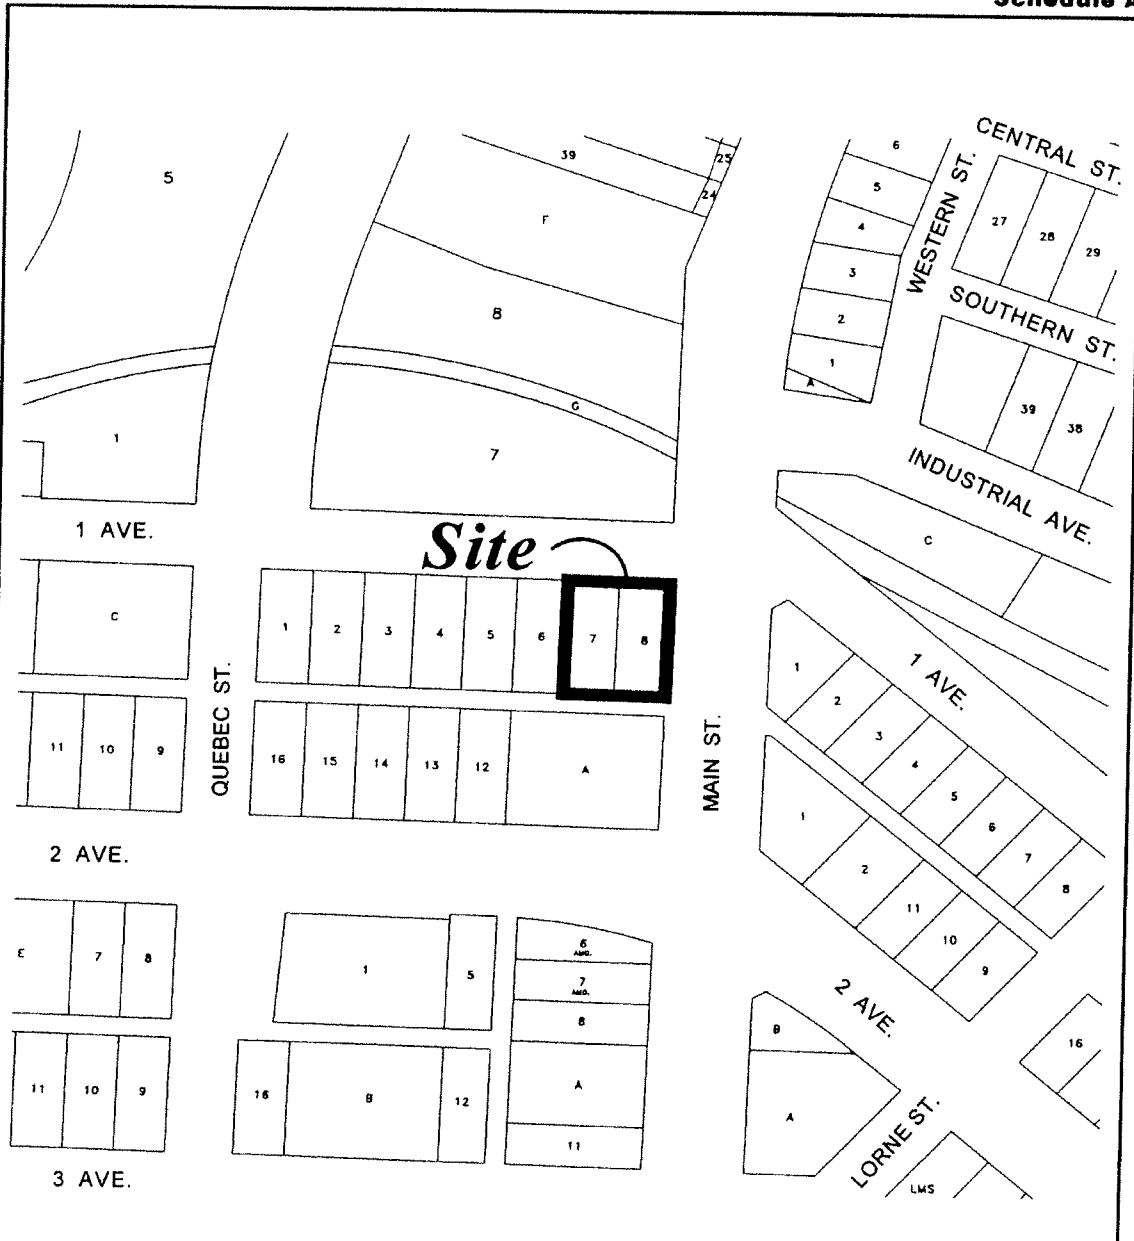 Schedule A
CENTRAL ST.
WESTERN ST.
SOUTHERN ST.
INDUSTRIAL AVE.
5
39
25
24
F
8
G
7
1
6
5
4
3
2
1
A
27
28
29
39
38
C
1 AVE.
Site
C
1
2
3
4
5
6
7
8
QUEBEC ST.
MAIN ST.
11
10
9
16
15
14
13
12
A
1 AVE.
1
2
3
4
5
6
7
8
1
2
11
10
9
2 AVE.
E
7
8
1
5
6
AMD.
7
AMD.
8
A
11
2 AVE.
B
A
16
11
10
9
16
B
12
3 AVE.
LORNE ST.
LMS